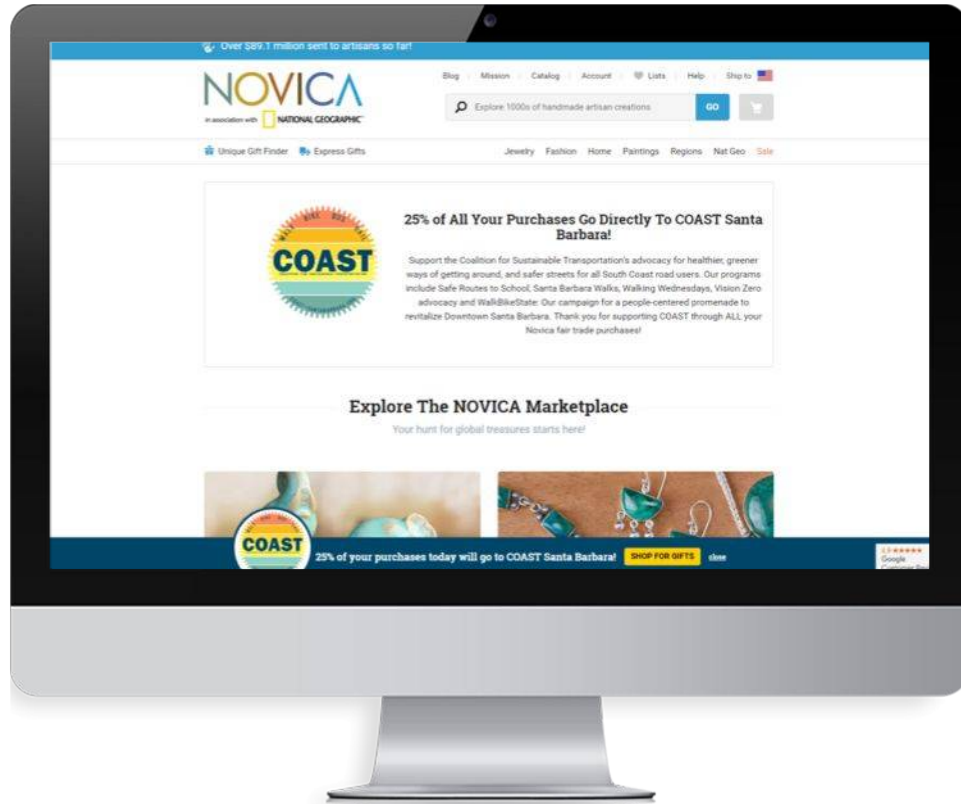 Over $89.1 million sent to artisans so far!
Blog Mission Catalog Account Lists Help Ship to
NOVICA
in association with NATIONAL GEOGRAPHIC
Explore 1000s of handmade artisan creations GO
Unique Gift Finder Express Gifts Jewelry Fashion Home Paintings Regions Nat Geo Sale
WALK BIKE BUS RAIL
COAST
25% of All Your Purchases Go Directly To COAST Santa
Barbara!
Support the Coalition for Sustainable Transportation's advocacy for healthier, greener
ways of getting around, and safer streets for all South Coast road users. Our programs
include Safe Routes to School, Santa Barbara Walks, Walking Wednesdays, Vision Zero
advocacy and WalkBikeState: Our campaign for a people-centered promenade to
revitalize Downtown Santa Barbara. Thank you for supporting COAST through ALL your
Novica fair trade purchases!
Explore The NOVICA Marketplace
Your hunt for global treasures starts here!
COAST
25% of your purchases today will go to COAST Santa Barbara! SHOP FOR GIFTS close
Google